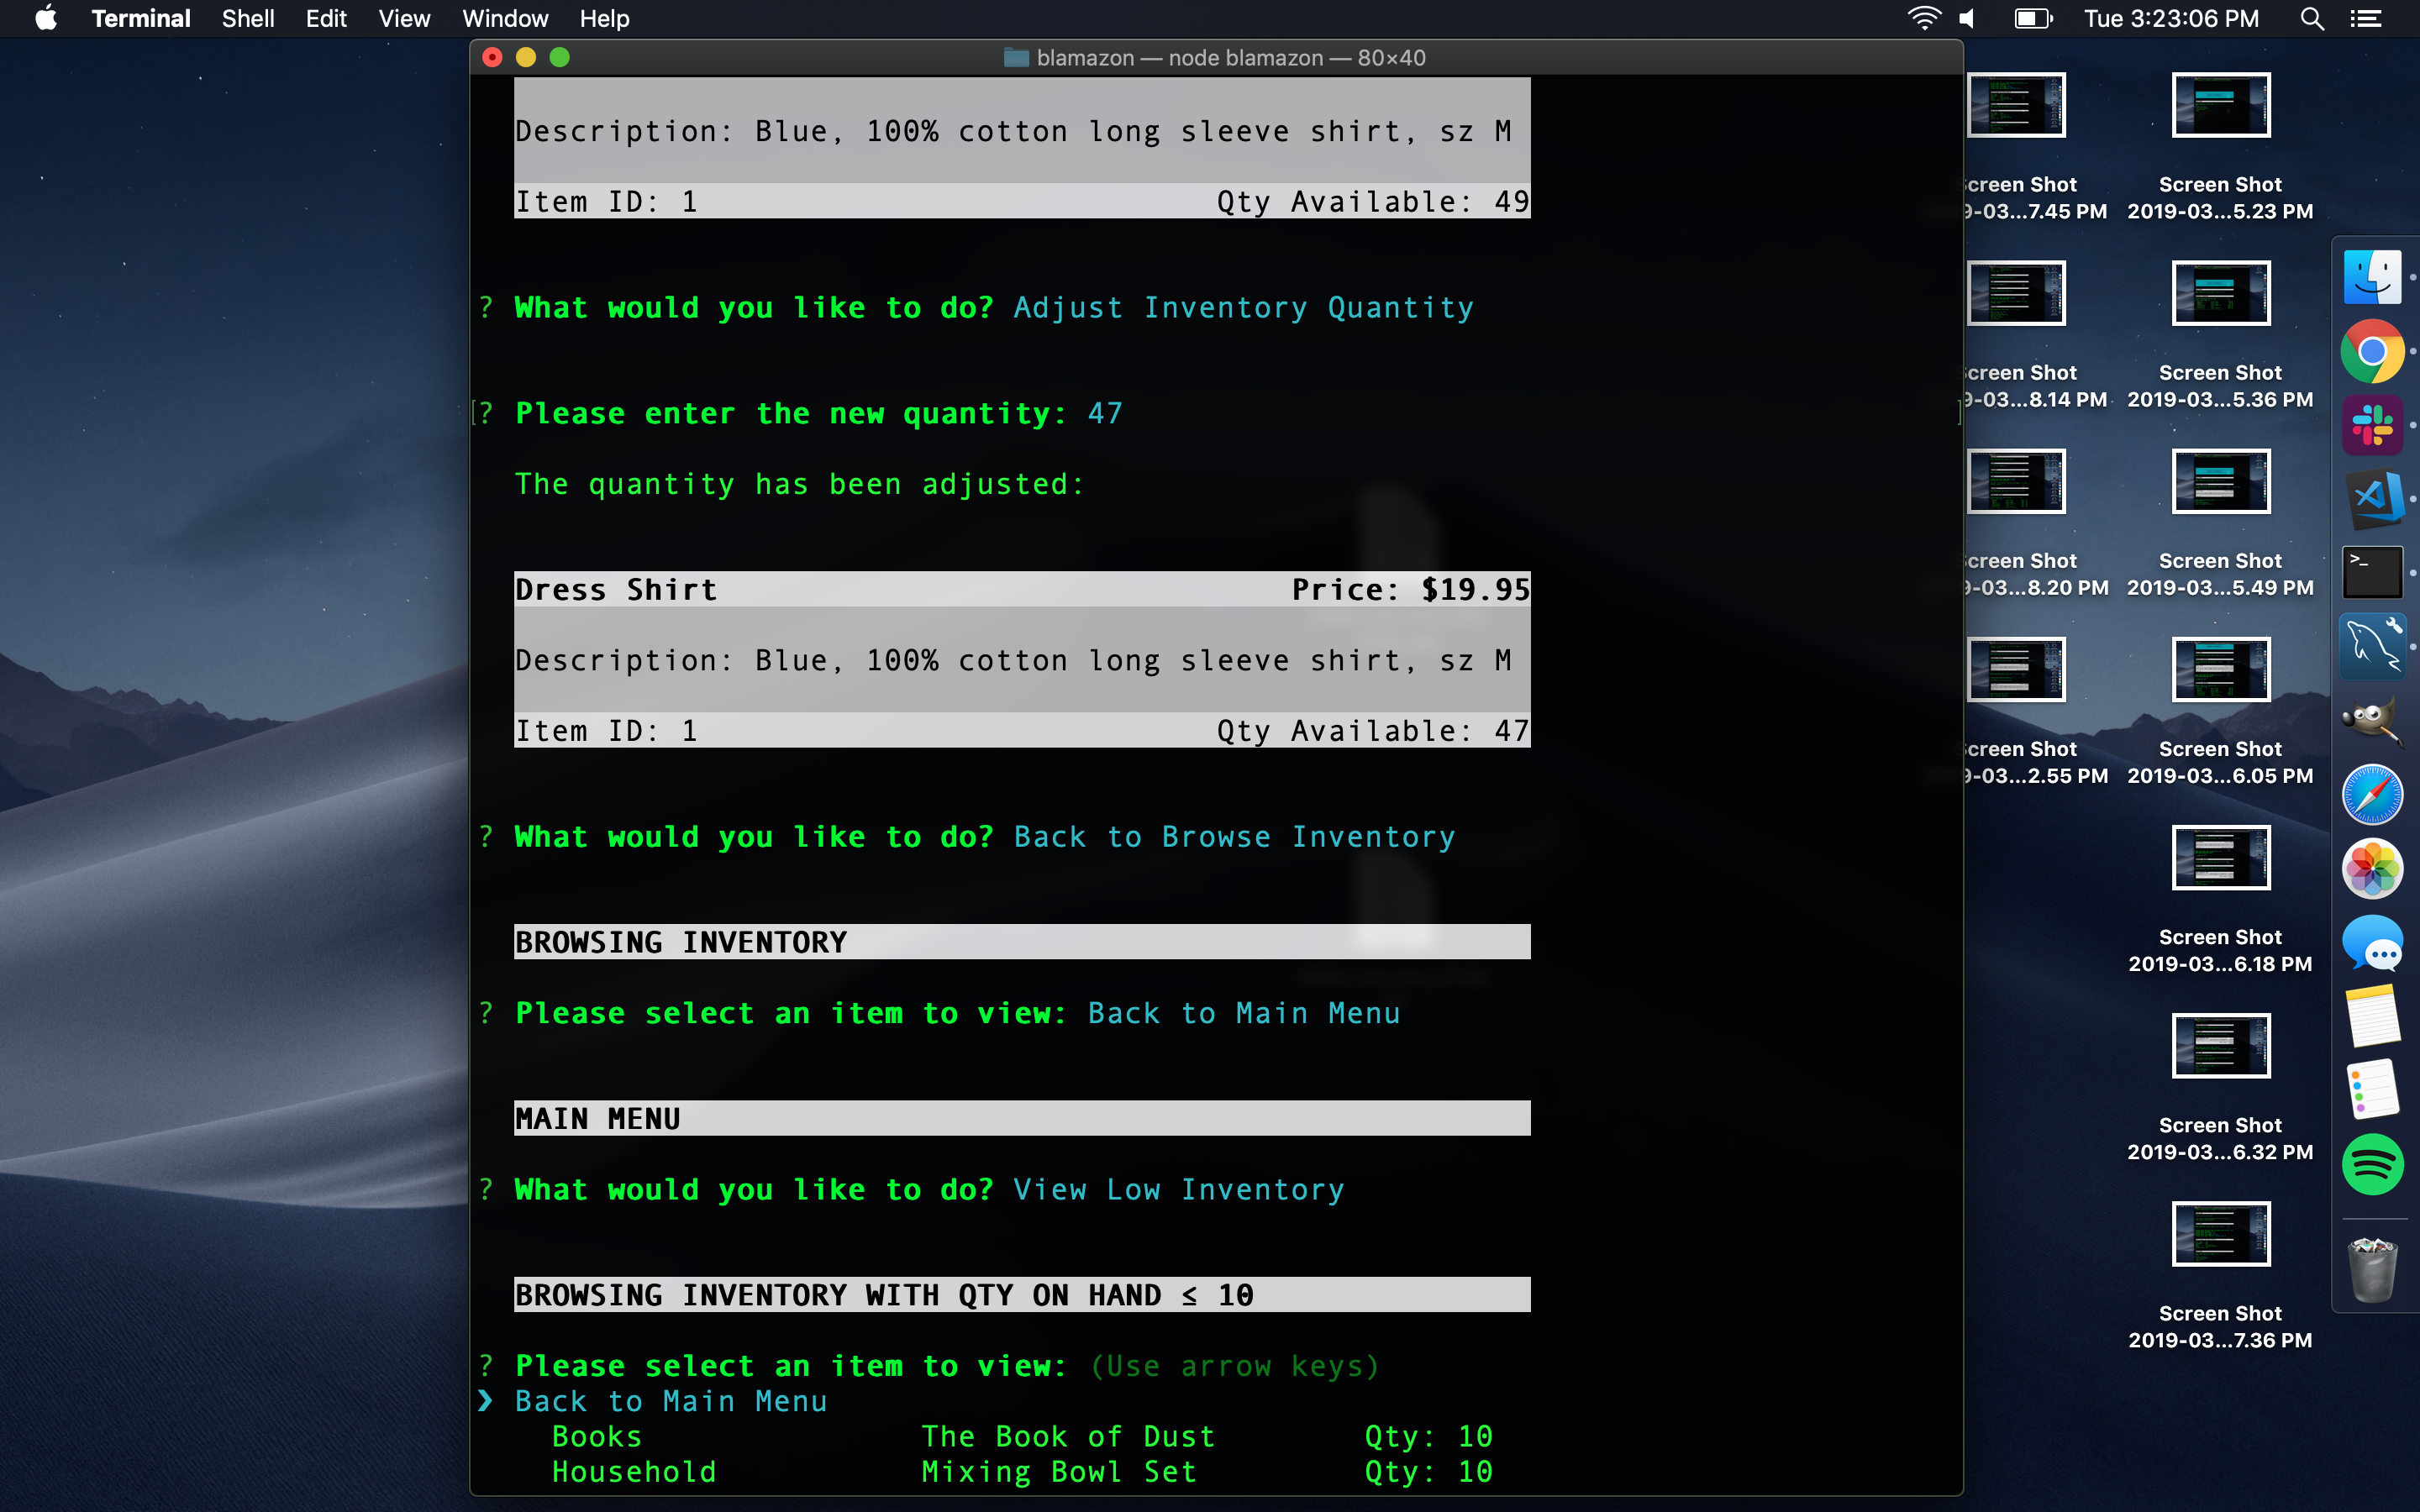 Terminal Shell Edit View Window Help Tue 3:23:06 PM
blamazon — node blamazon — 80×40
Description: Blue, 100% cotton long sleeve shirt, sz M
Item ID: 1 Qty Available: 49
? What would you like to do? Adjust Inventory Quantity
[? Please enter the new quantity: 47 ]
The quantity has been adjusted:
Dress Shirt Price: $19.95
Description: Blue, 100% cotton long sleeve shirt, sz M
Item ID: 1 Qty Available: 47
? What would you like to do? Back to Browse Inventory
BROWSING INVENTORY
? Please select an item to view: Back to Main Menu
MAIN MENU
? What would you like to do? View Low Inventory
BROWSING INVENTORY WITH QTY ON HAND ≤ 10
? Please select an item to view: (Use arrow keys)
❯ Back to Main Menu
Books The Book of Dust Qty: 10
Household Mixing Bowl Set Qty: 10
creen Shot
9-03...7.45 PM
creen Shot
9-03...8.14 PM
creen Shot
9-03...8.20 PM
creen Shot
9-03...2.55 PM
Screen Shot
2019-03...5.23 PM
Screen Shot
2019-03...5.36 PM
Screen Shot
2019-03...5.49 PM
Screen Shot
2019-03...6.05 PM
Screen Shot
2019-03...6.18 PM
Screen Shot
2019-03...6.32 PM
Screen Shot
2019-03...7.36 PM
>_